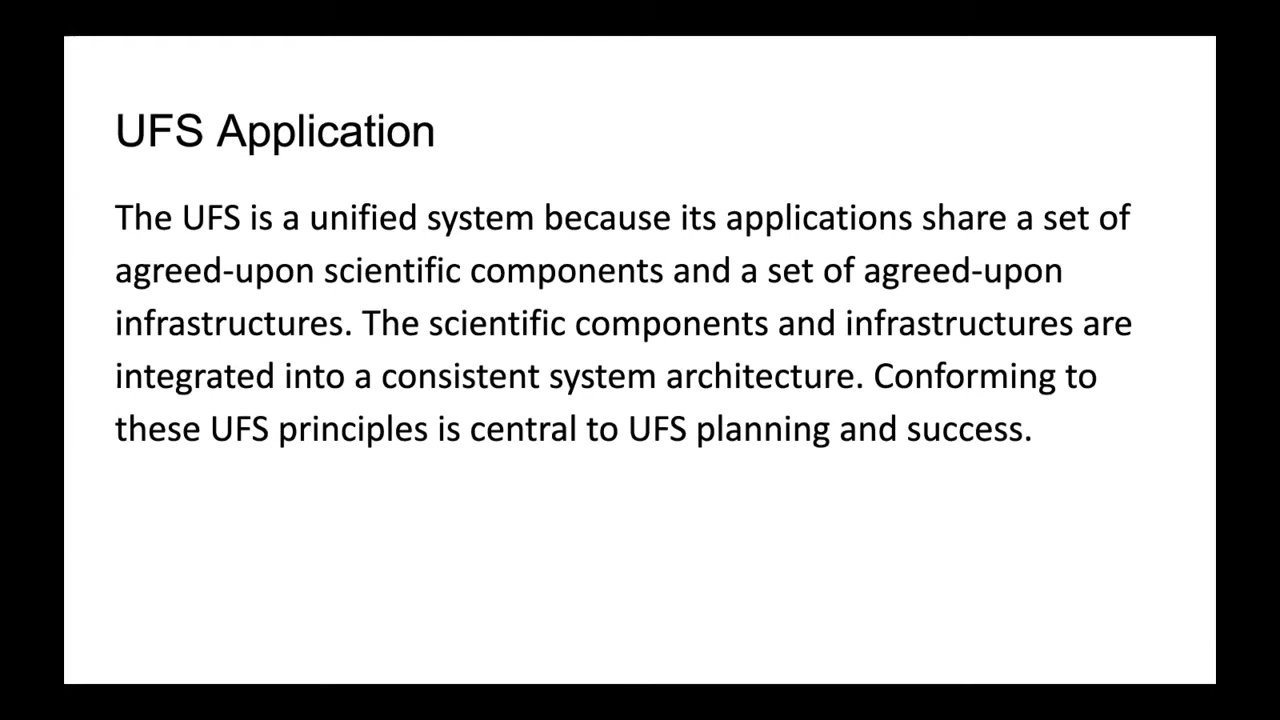 UFS Application
The UFS is a unified system because its applications share a set of
agreed-upon scientific components and a set of agreed-upon
infrastructures. The scientific components and infrastructures are
integrated into a consistent system architecture. Conforming to
these UFS principles is central to UFS planning and success.